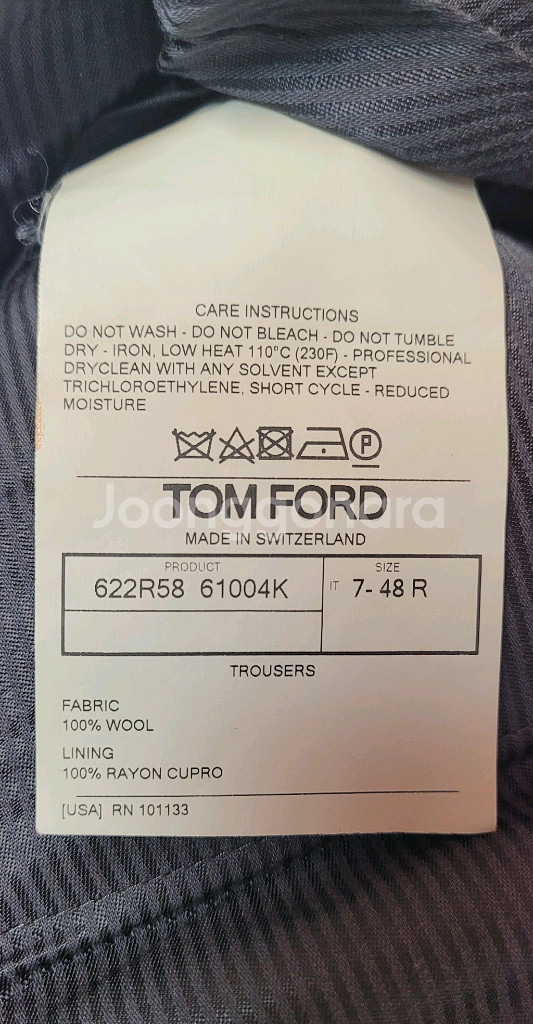 CARE INSTRUCTIONS
DO NOT WASH - DO NOT BLEACH - DO NOT TUMBLE
DRY - IRON, LOW HEAT 110°C (230F) - PROFESSIONAL
DRYCLEAN WITH ANY SOLVENT EXCEPT
TRICHLOROETHYLENE, SHORT CYCLE - REDUCED
MOISTURE
P
TOM FORD
Joonggonara
MADE IN SWITZERLAND
PRODUCT
622R58 61004K
SIZE
IT 7- 48 R
TROUSERS
FABRIC
100% WOOL
LINING
100% RAYON CUPRO
[USA] RN 101133